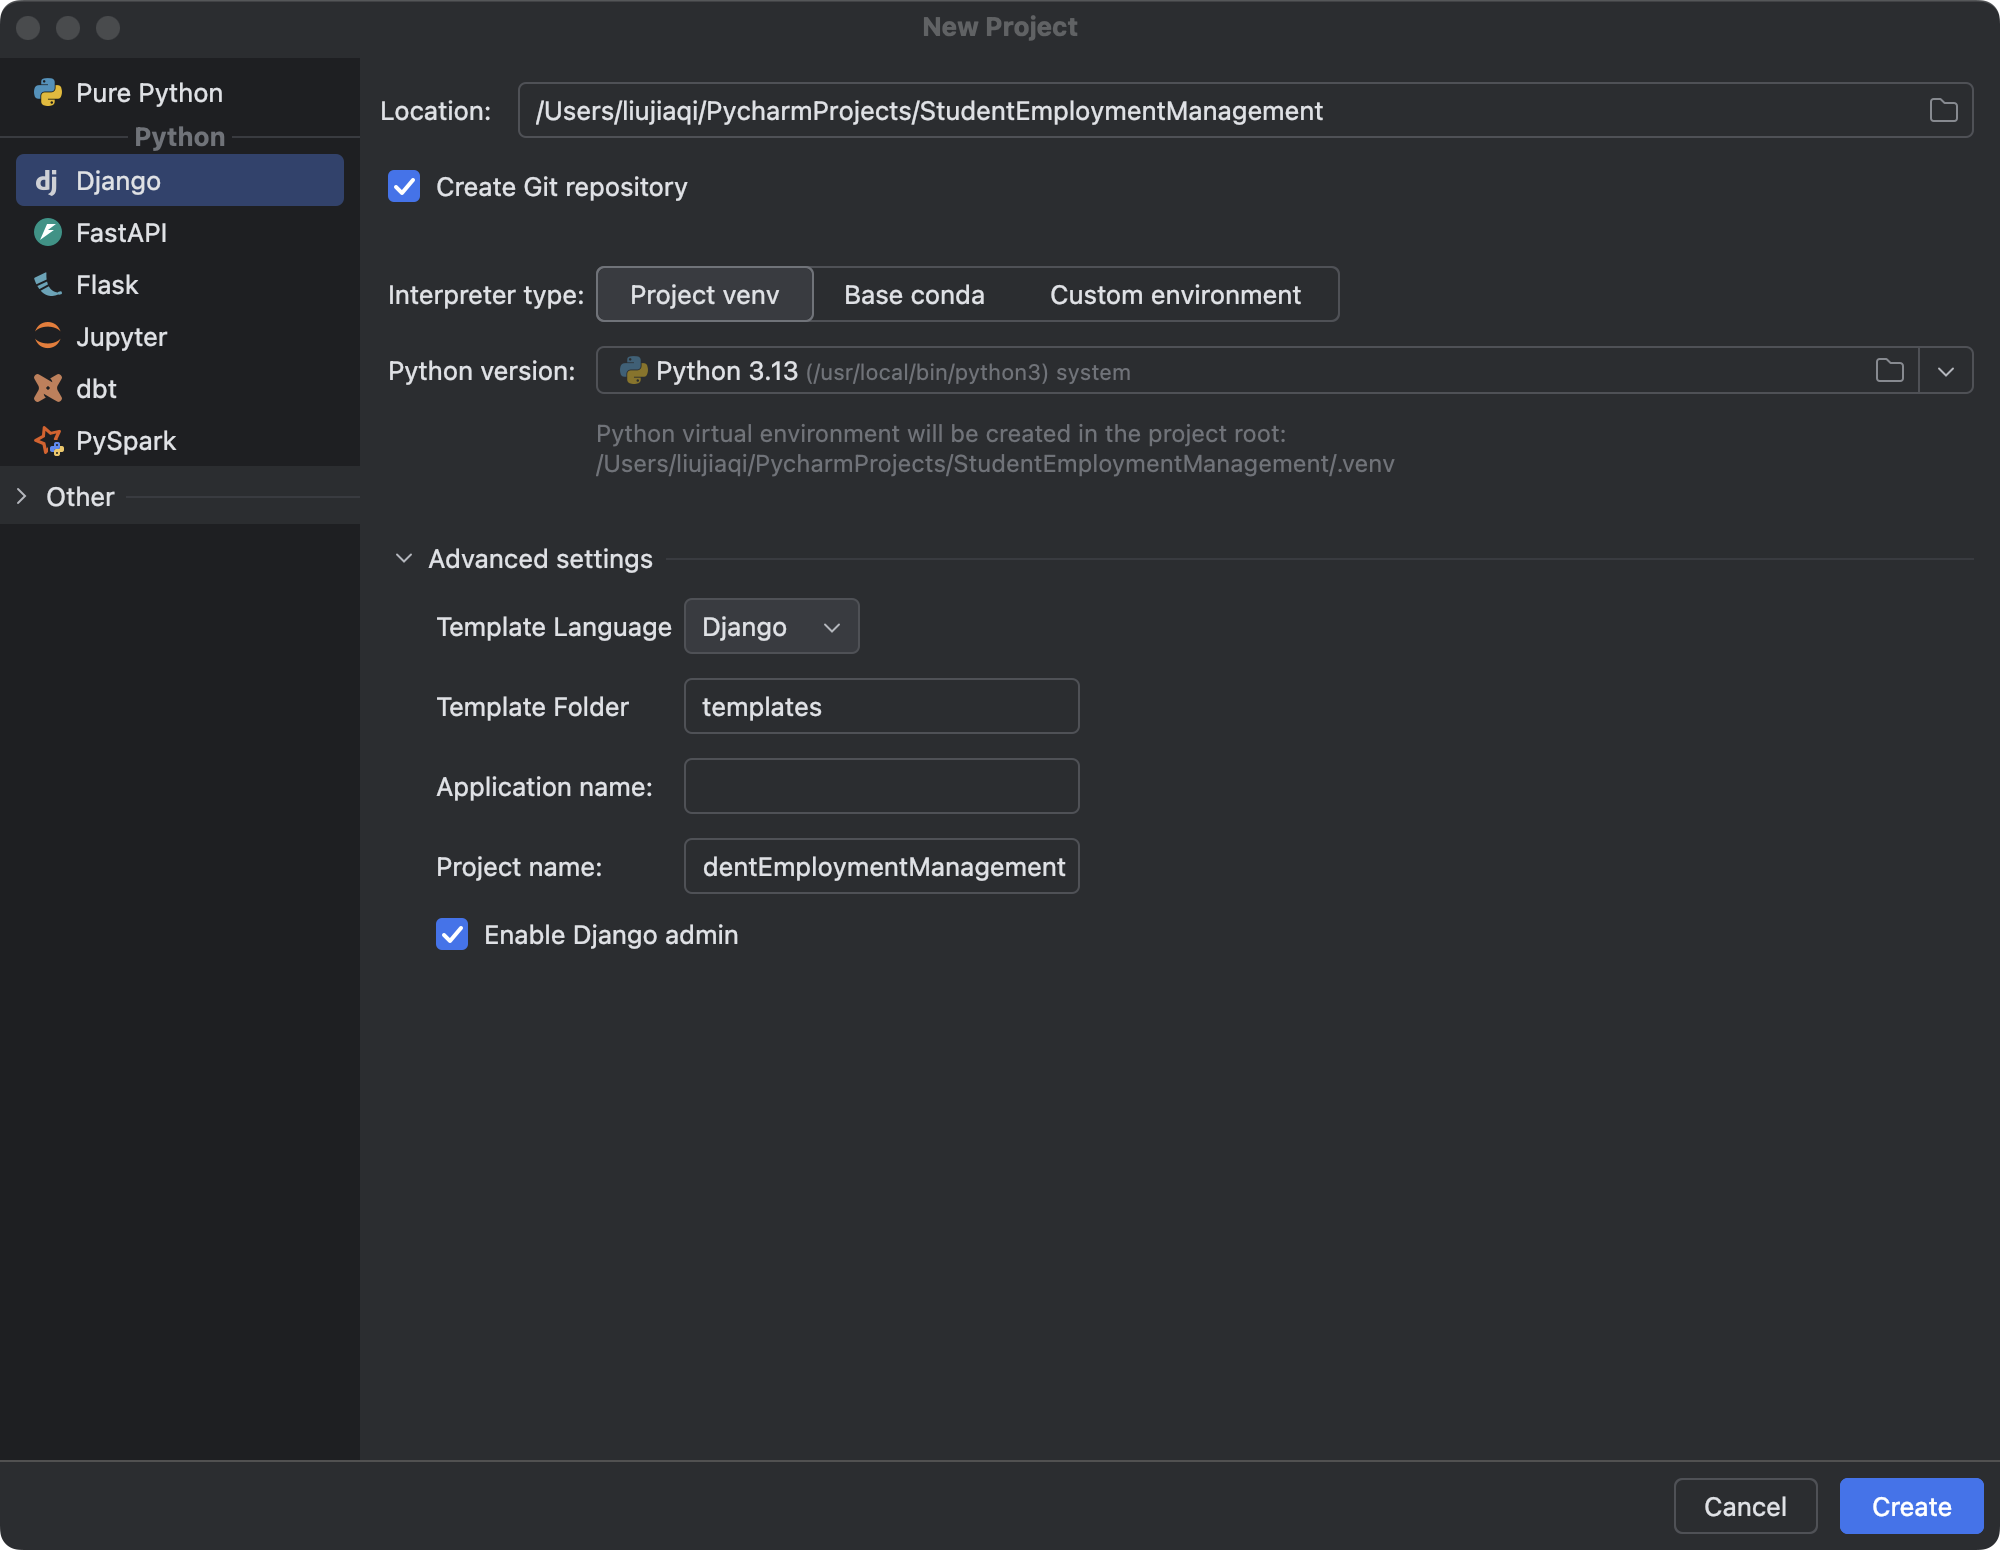 New Project
Pure Python
Python
Django
FastAPI
Flask
Jupyter
dbt
PySpark
Other
Location: /Users/liujiaqi/PycharmProjects/StudentEmploymentManagement
Create Git repository
Interpreter type: Project venv Base conda Custom environment
Python version: Python 3.13 (/usr/local/bin/python3) system
Python virtual environment will be created in the project root:
/Users/liujiaqi/PycharmProjects/StudentEmploymentManagement/.venv
Advanced settings
Template Language Django
Template Folder templates
Application name:
Project name: dentEmploymentManagement
Enable Django admin
Cancel Create